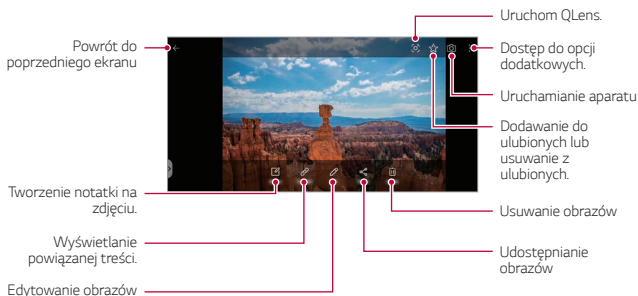 Uruchom QLens.
Powrót do
poprzedniego ekranu
Dostęp do opcji
dodatkowych.
Uruchamianie aparatu
Dodawanie do
ulubionych lub
usuwanie z
ulubionych.
Tworzenie notatki na
zdjęciu.
Usuwanie obrazów
Wyświetlanie
powiązanej treści.
Udostępnianie
obrazów
Edytowanie obrazów